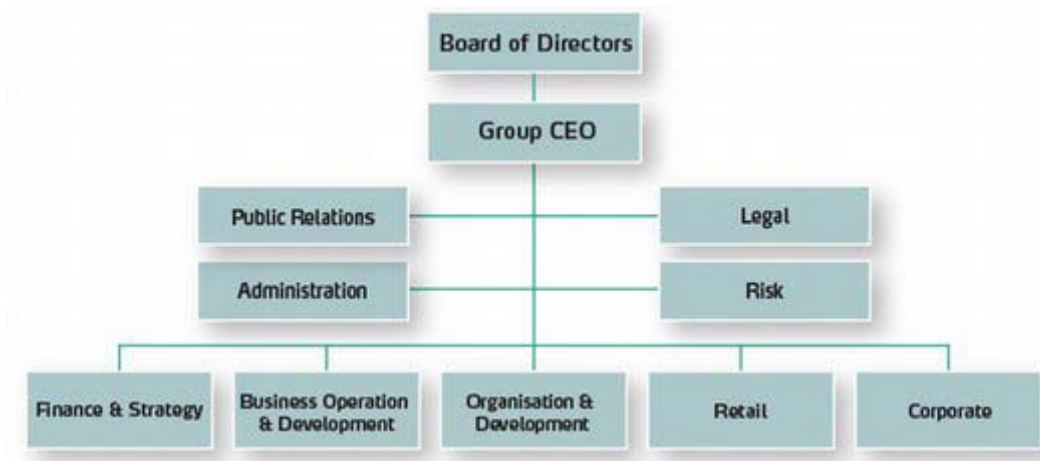 Board of Directors
Group CEO
Public Relations
Legal
Administration
Risk
Finance & Strategy
Business Operation
& Development
Organisation &
Development
Retail
Corporate